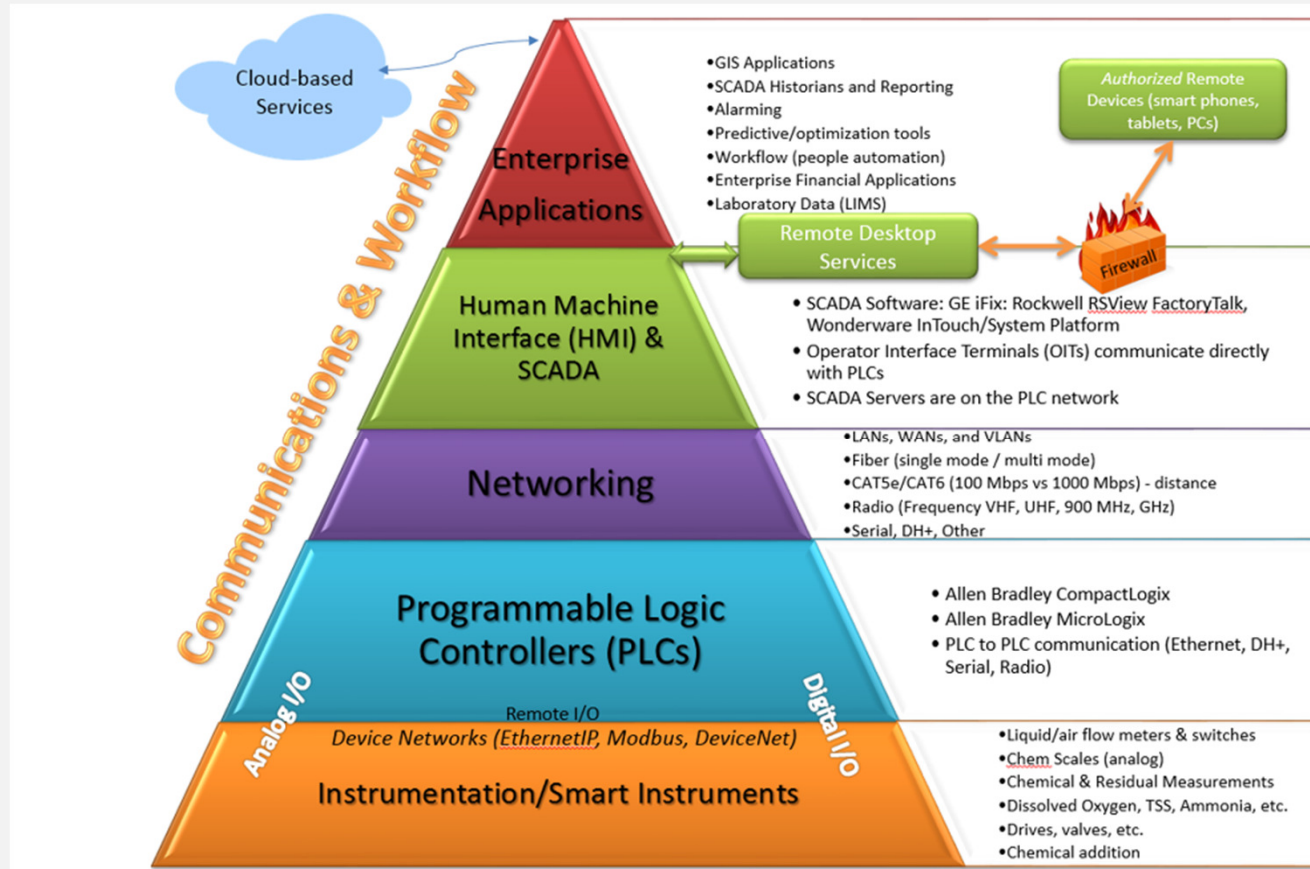 Cloud-based
Services
Communications & Workflow
Enterprise
Applications
•GIS Applications
•SCADA Historians and Reporting
•Alarming
•Predictive/optimization tools
•Workflow (people automation)
•Enterprise Financial Applications
•Laboratory Data (LIMS)
Authorized Remote
Devices (smart phones,
tablets, PCs)
Remote Desktop
Services
Firewall
Human Machine
Interface (HMI) &
SCADA
• SCADA Software: GE iFix: Rockwell RSView FactoryTalk,
Wonderware InTouch/System Platform
• Operator Interface Terminals (OITs) communicate directly
with PLCs
• SCADA Servers are on the PLC network
Networking
•LANs, WANs, and VLANs
•Fiber (single mode / multi mode)
•CAT5e/CAT6 (100 Mbps vs 1000 Mbps) - distance
•Radio (Frequency VHF, UHF, 900 MHz, GHz)
•Serial, DH+, Other
Programmable Logic
Controllers (PLCs)
• Allen Bradley CompactLogix
• Allen Bradley MicroLogix
• PLC to PLC communication (Ethernet, DH+,
Serial, Radio)
Analog I/O
Digital I/O
Remote I/O
Device Networks (EthernetIP, Modbus, DeviceNet)
Instrumentation/Smart Instruments
•Liquid/air flow meters & switches
•Chem Scales (analog)
•Chemical & Residual Measurements
•Dissolved Oxygen, TSS, Ammonia, etc.
•Drives, valves, etc.
•Chemical addition